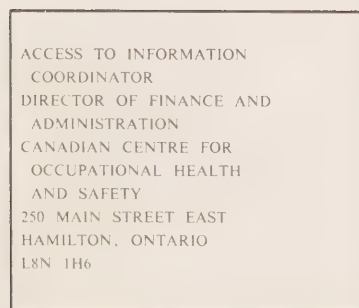 ACCESS TO INFORMATION
COORDINATOR
DIRECTOR OF FINANCE AND
ADMINISTRATION
CANADIAN CENTRE FOR
OCCUPATIONAL HEALTH
AND SAFETY
250 MAIN STREET EAST
HAMILTON, ONTARIO
L8N 1H6